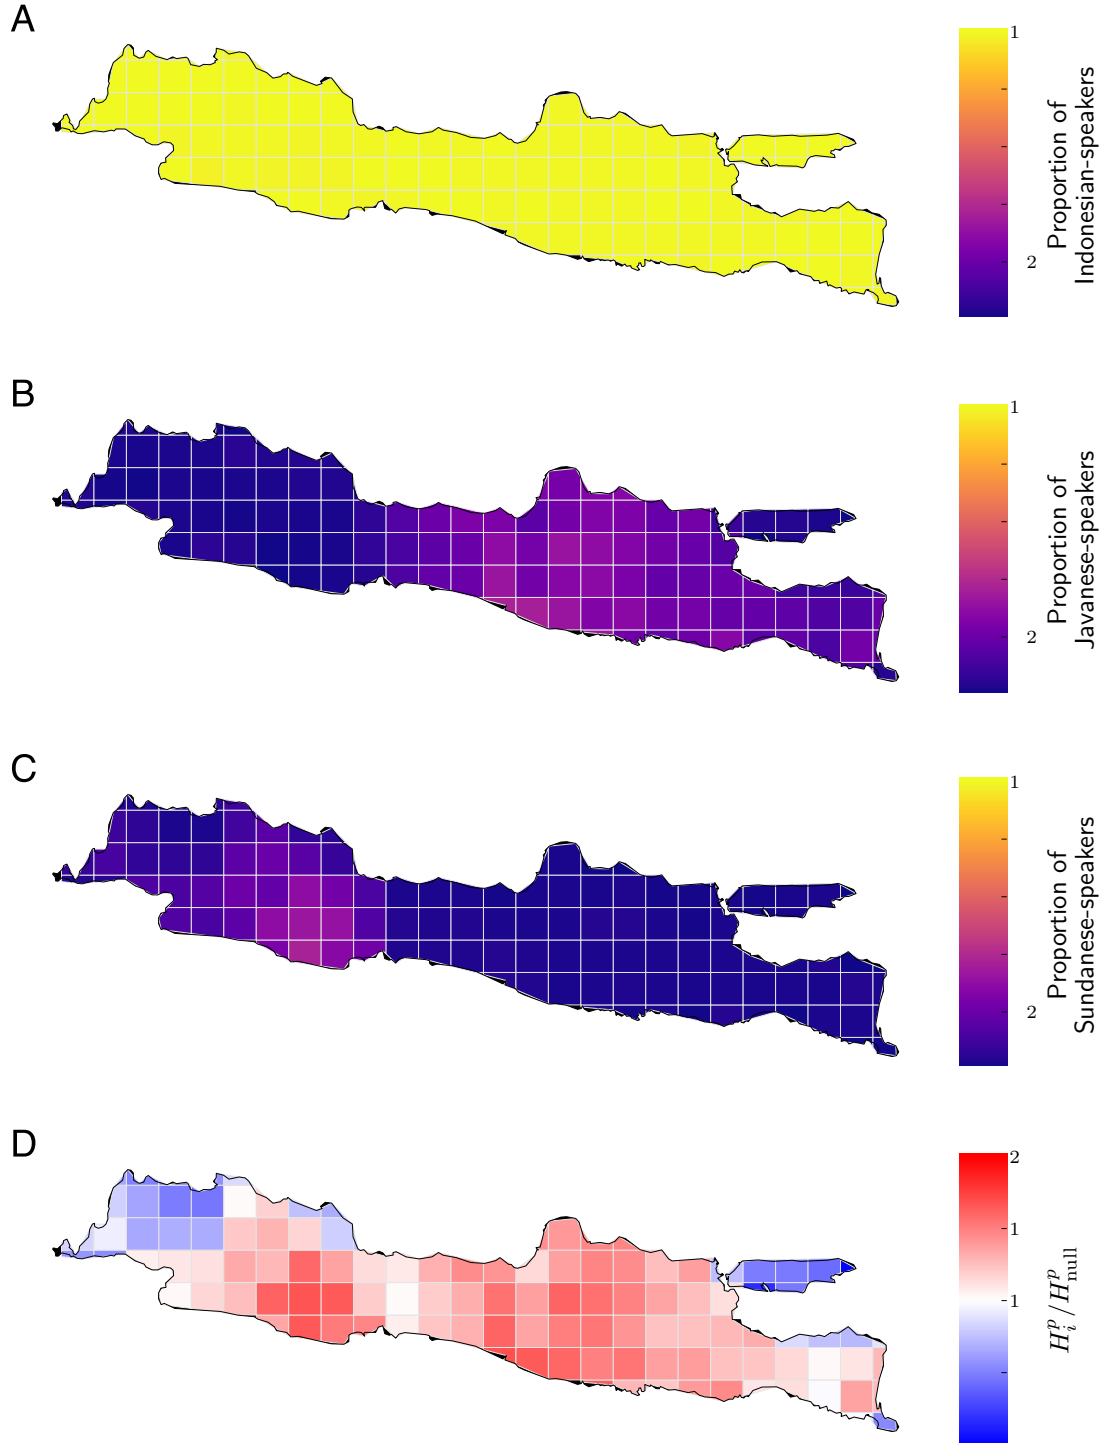 A
1
2
Proportion of
Indonesian-speakers
B
1
2
Proportion of
Javanese-speakers
C
1
2
Proportion of
Sundanese-speakers
D
2
1
1
H_i^p / H_null^p